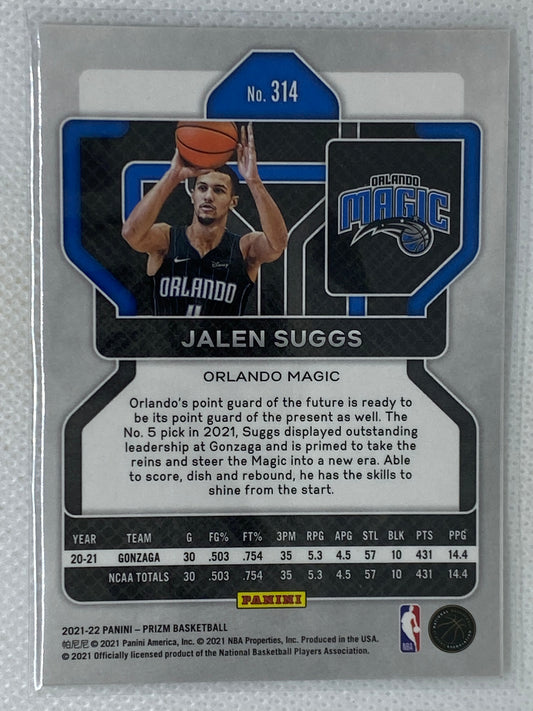 No. 314
ORLANDO
MAGIC
Disney
ORLANDO
4
JALEN SUGGS
ORLANDO MAGIC
Orlando's point guard of the future is ready to
be its point guard of the present as well. The
No. 5 pick in 2021, Suggs displayed outstanding
leadership at Gonzaga and is primed to take the
reins and steer the Magic into a new era. Able
to score, dish and rebound, he has the skills to
shine from the start.
YEAR TEAM G FG% FT% 3PM RPG APG STL BLK PTS PPG
20-21 GONZAGA 30 .503 .754 35 5.3 4.5 57 10 431 14.4
NCAA TOTALS 30 .503 .754 35 5.3 4.5 57 10 431 14.4
PANINI
2021-22 PANINI – PRIZM BASKETBALL
帕尼尼 © 2021 Panini America, Inc. © 2021 NBA Properties, Inc. Produced in the USA.
© 2021 Officially licensed product of the National Basketball Players Association.
NBA